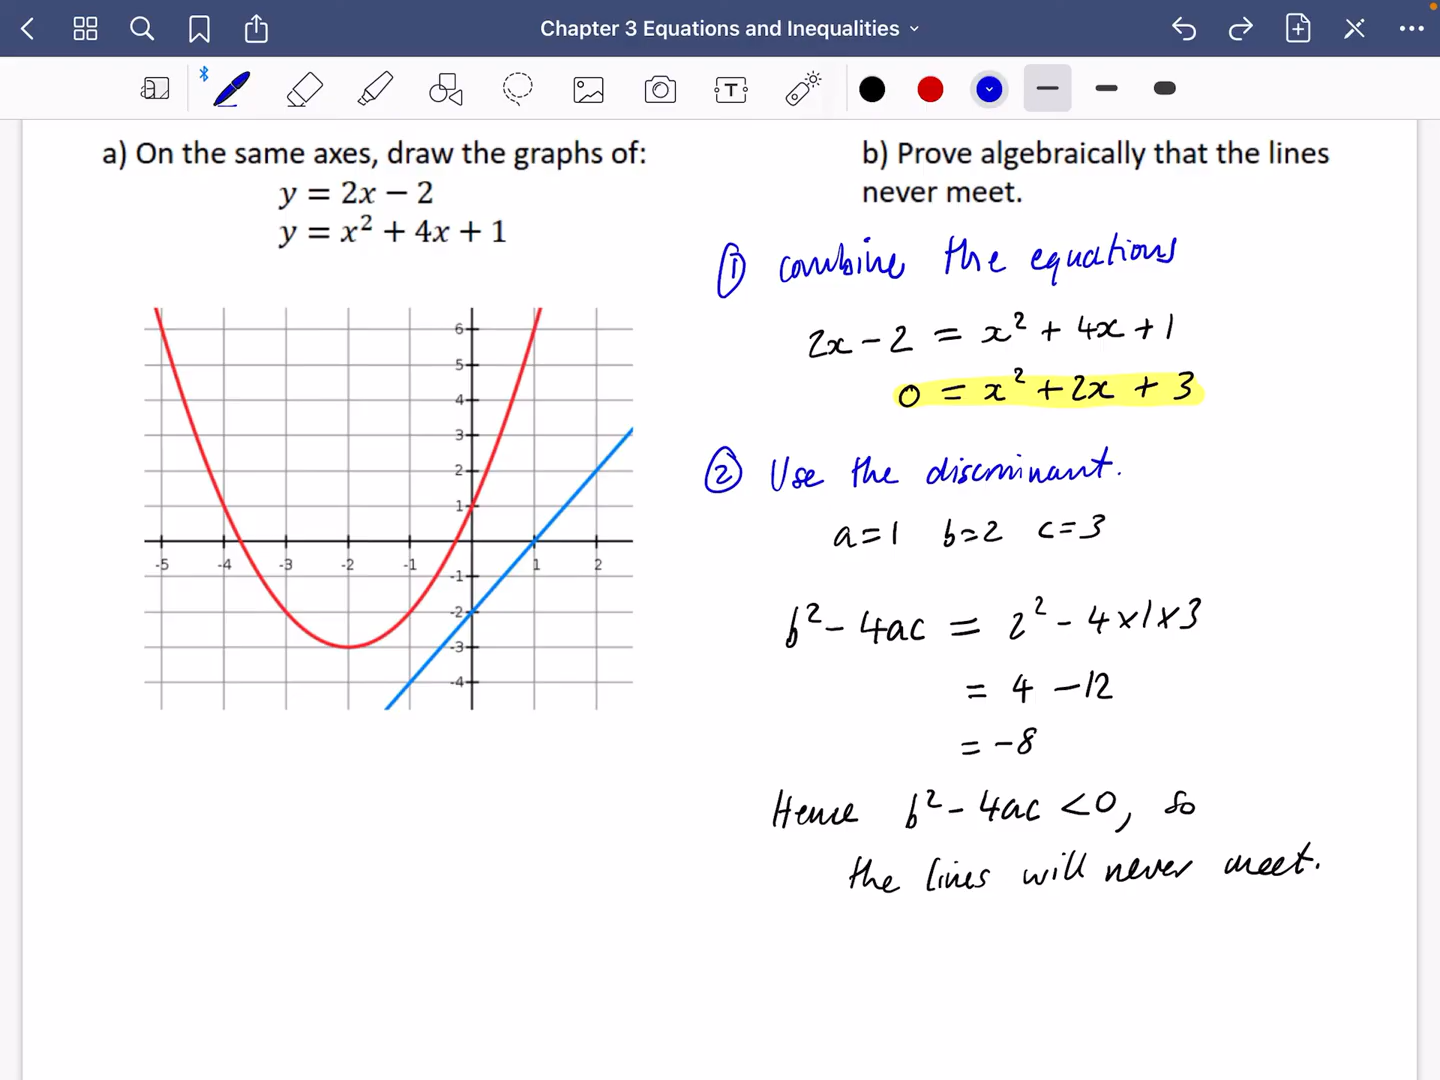 Chapter 3 Equations and Inequalities
a) On the same axes, draw the graphs of:
y = 2x − 2
y = x² + 4x + 1
6
5
4
3
2
1
-5 -4 -3 -2 -1 1 2
-1
-2
-3
-4
b) Prove algebraically that the lines
never meet.
① Combine the equations
2x − 2 = x² + 4x + 1
0 = x² + 2x + 3
② Use the discriminant.
a=1 b=2 c=3
b² − 4ac = 2² − 4×1×3
= 4 − 12
= −8
Hence b² − 4ac < 0, so
the lines will never meet.